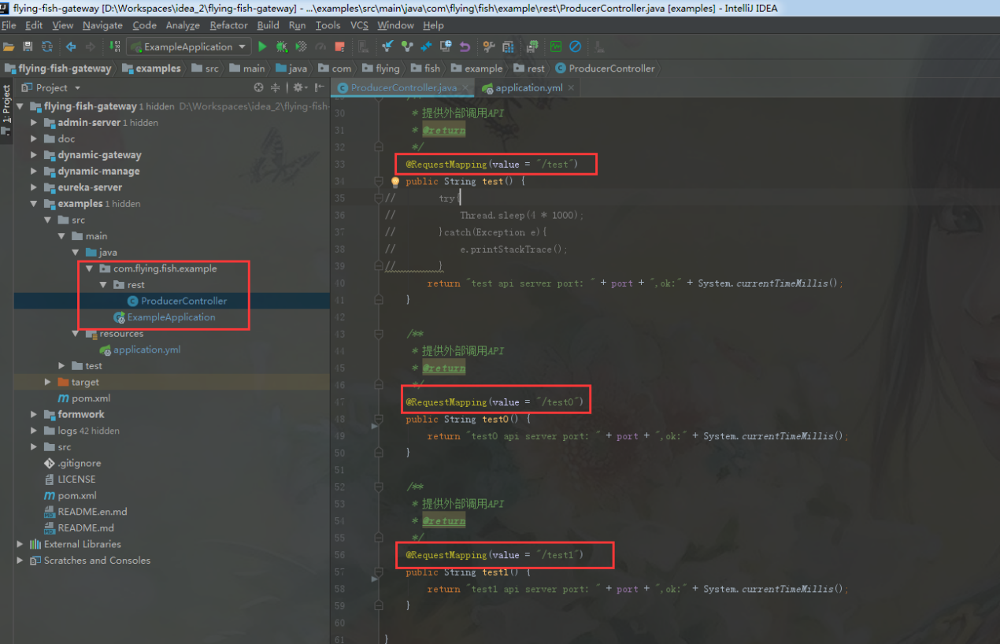 flying-fish-gateway [D:\Workspaces\idea_2\flying-fish-gateway] - ...\examples\src\main\java\com\flying\fish\example\rest\ProducerController.java [examples] - IntelliJ IDEA
File Edit View Navigate Code Analyze Refactor Build Run Tools VCS Window Help
ExampleApplication
flying-fish-gateway examples src main java com flying fish example rest ProducerController
1: Project
Project
flying-fish-gateway 1 hidden D:\Workspaces\idea_2\flying-fish-
admin-server 1 hidden
doc
dynamic-gateway
dynamic-manage
eureka-server
examples 1 hidden
src
main
java
com.flying.fish.example
rest
ProducerController
ExampleApplication
resources
application.yml
test
target
pom.xml
formwork
logs 42 hidden
src
.gitignore
LICENSE
pom.xml
README.en.md
README.md
External Libraries
Scratches and Consoles
ProducerController.java application.yml
30 * 提供外部调用API
31 * @return
32 */
33 @RequestMapping(value = "/test")
34 public String test() {
35 // try{
36 // Thread.sleep(4 * 1000);
37 // }catch(Exception e){
38 // e.printStackTrace();
39 // }
40 return "test api server port: " + port + ",ok:" + System.currentTimeMillis();
41 }
42
43 /**
44 * 提供外部调用API
45 * @return
46 */
47 @RequestMapping(value = "/test0")
48 public String test0() {
49 return "test0 api server port: " + port + ",ok:" + System.currentTimeMillis();
50 }
51
52 /**
53 * 提供外部调用API
54 * @return
55 */
56 @RequestMapping(value = "/test1")
57 public String test1() {
58 return "test1 api server port: " + port + ",ok:" + System.currentTimeMillis();
59 }
60
61 }